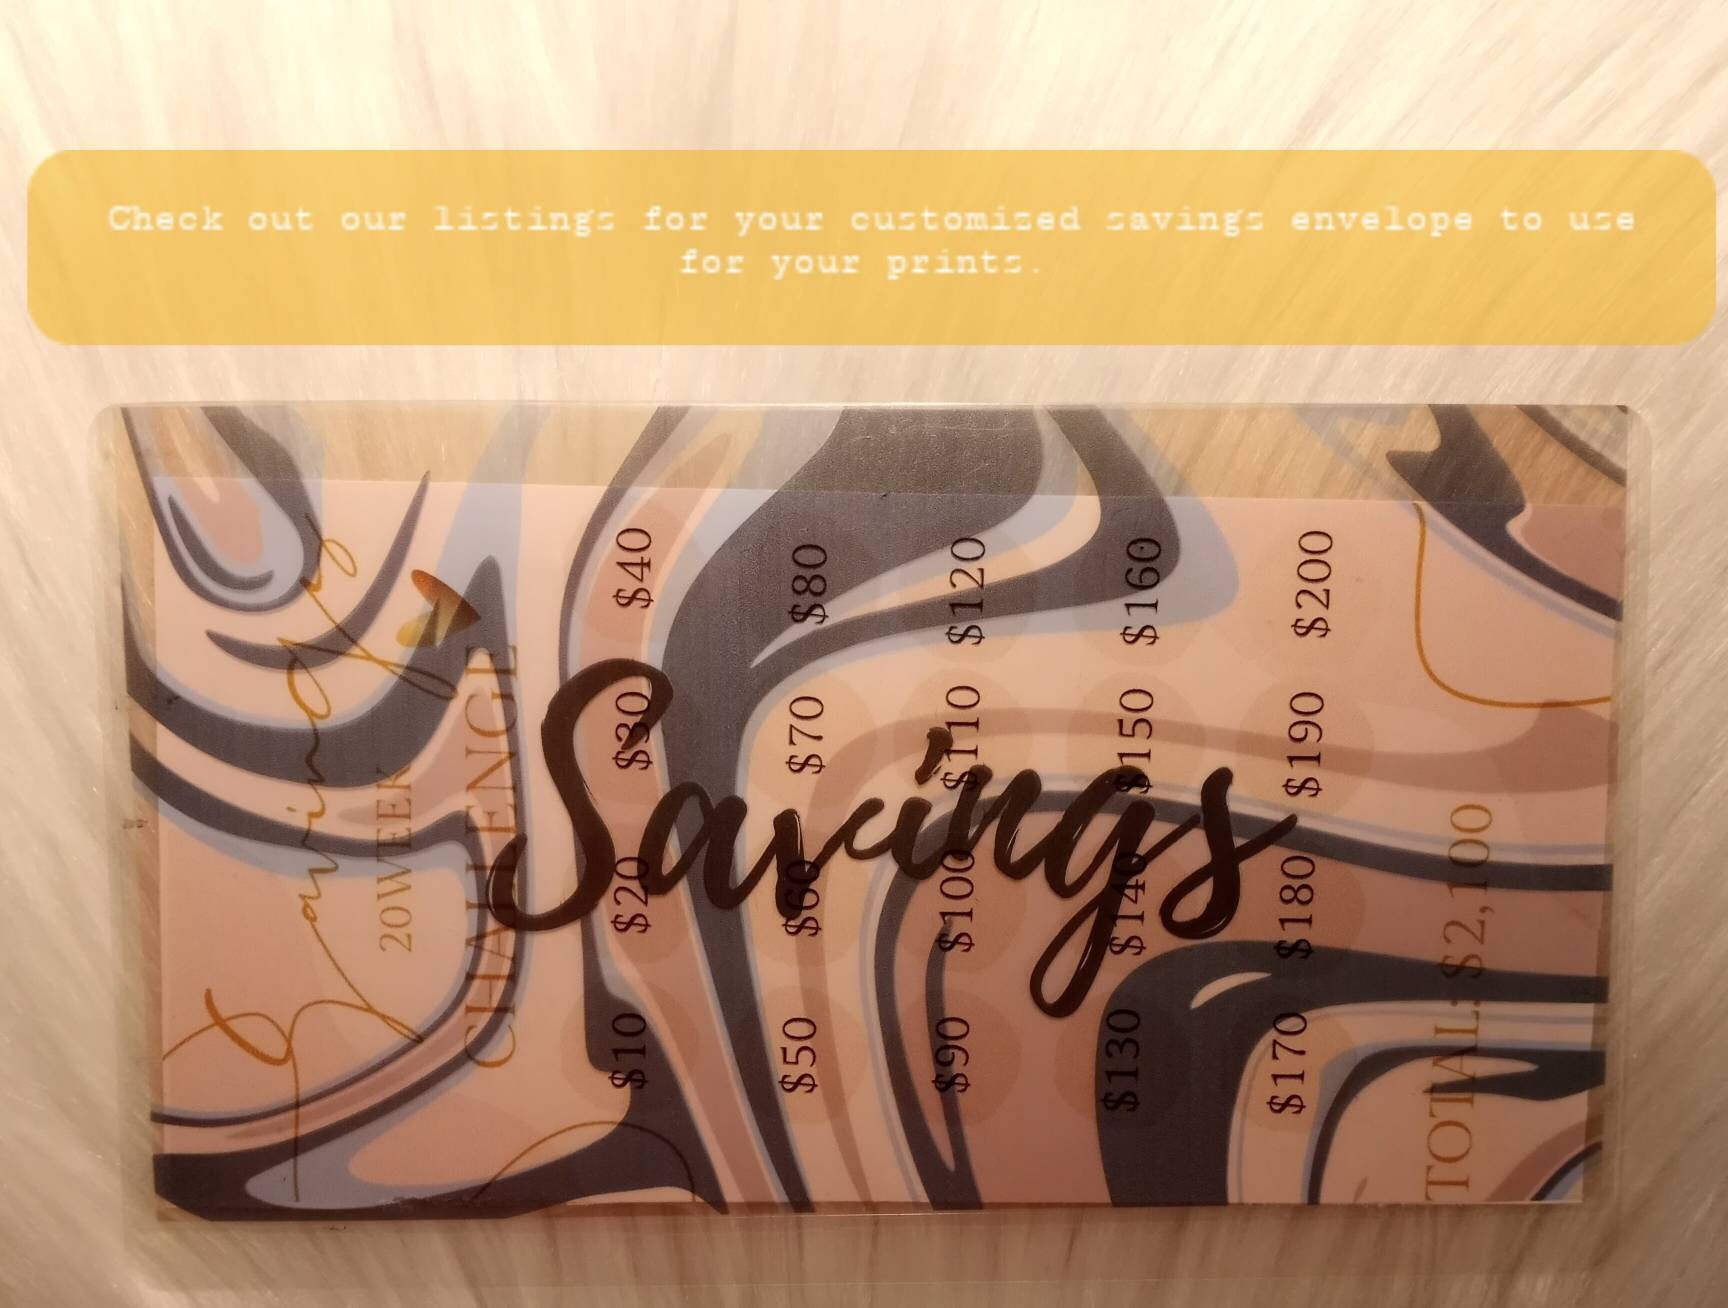 Check out our listings for your customized savings envelope to use
for your prints.
Savings
Savings
20WEEK
CHALLENGE
$10 $20 $30 $40
$50 $60 $70 $80
$90 $100 $110 $120
$130 $140 $150 $160
$170 $180 $190 $200
TOTAL: $2,100